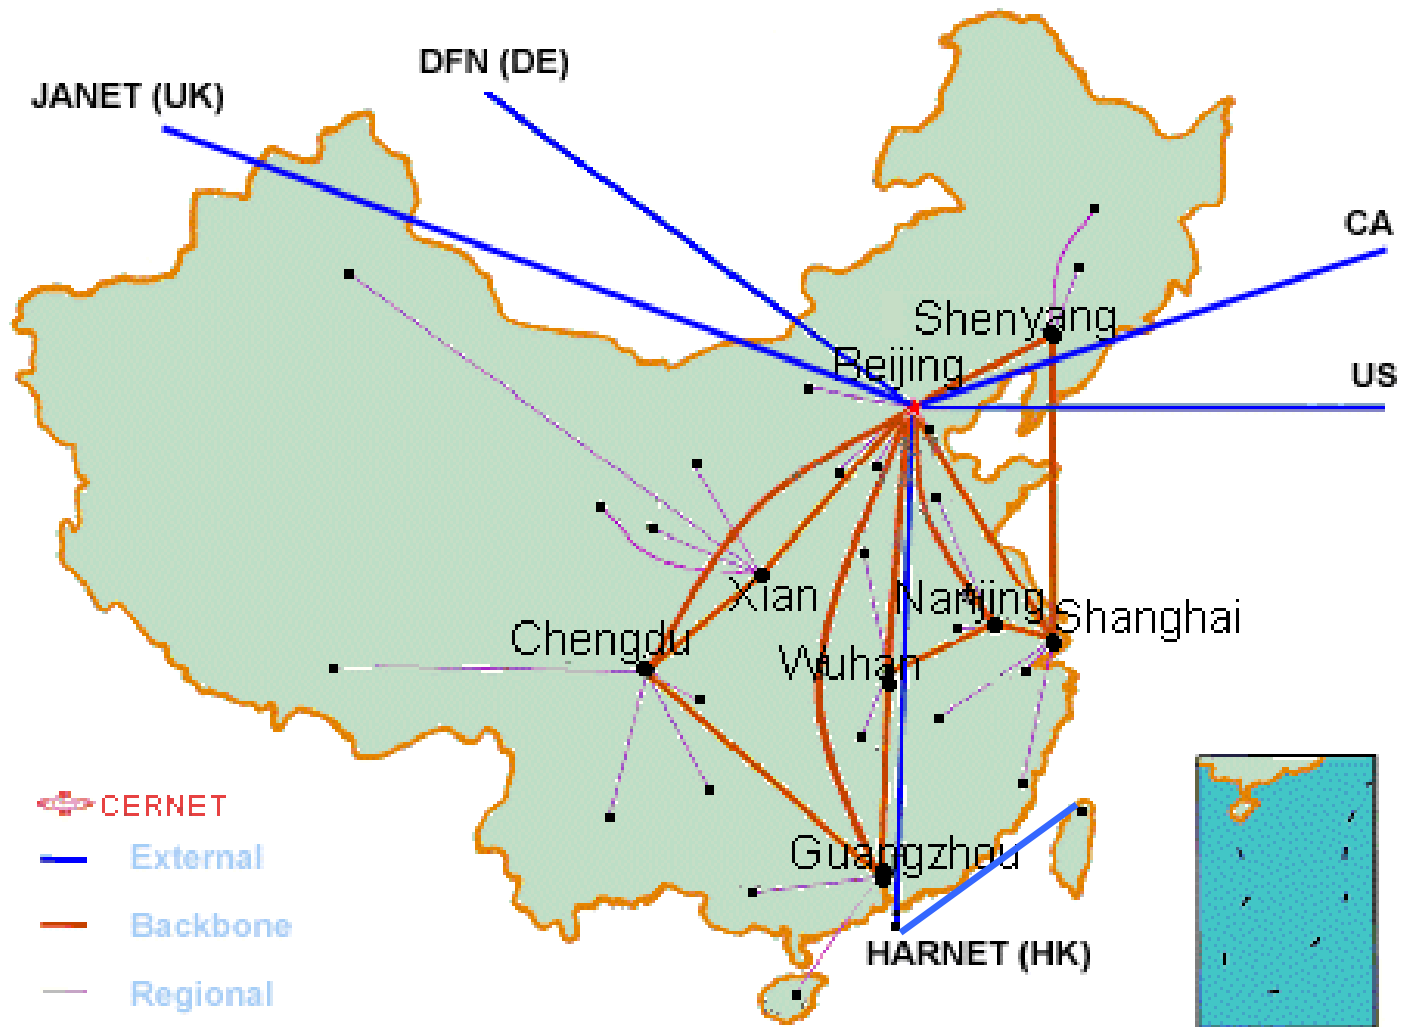 DFN (DE)
JANET (UK)
CA
Shenyang
Beijing
US
Xian
Nanjing
Shanghai
Chengdu
Wuhan
CERNET
External
Guangzhou
Backbone
HARNET (HK)
Regional